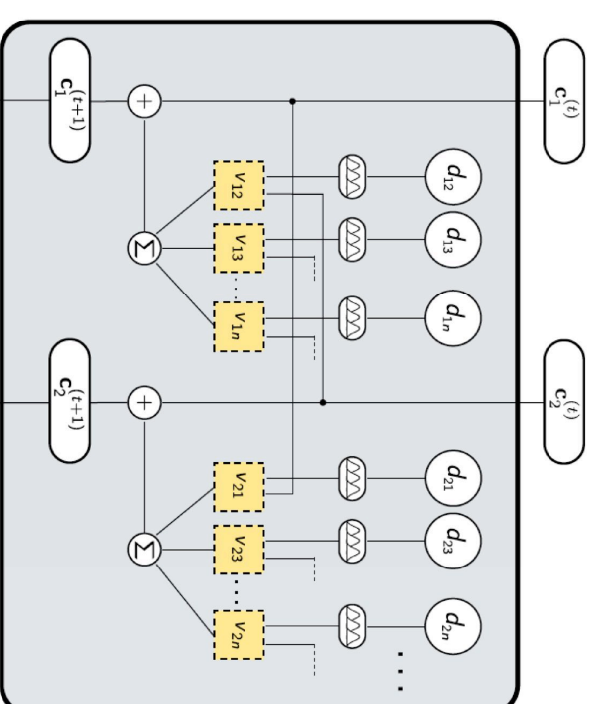 c₁⁽ᵗ⁾ c₂⁽ᵗ⁾
d₁₂ d₁₃ d₁ₙ d₂₁ d₂₃ d₂ₙ ...
v₁₂ v₁₃ ... v₁ₙ v₂₁ v₂₃ ... v₂ₙ
Σ Σ
+ +
c₁⁽ᵗ⁺¹⁾ c₂⁽ᵗ⁺¹⁾